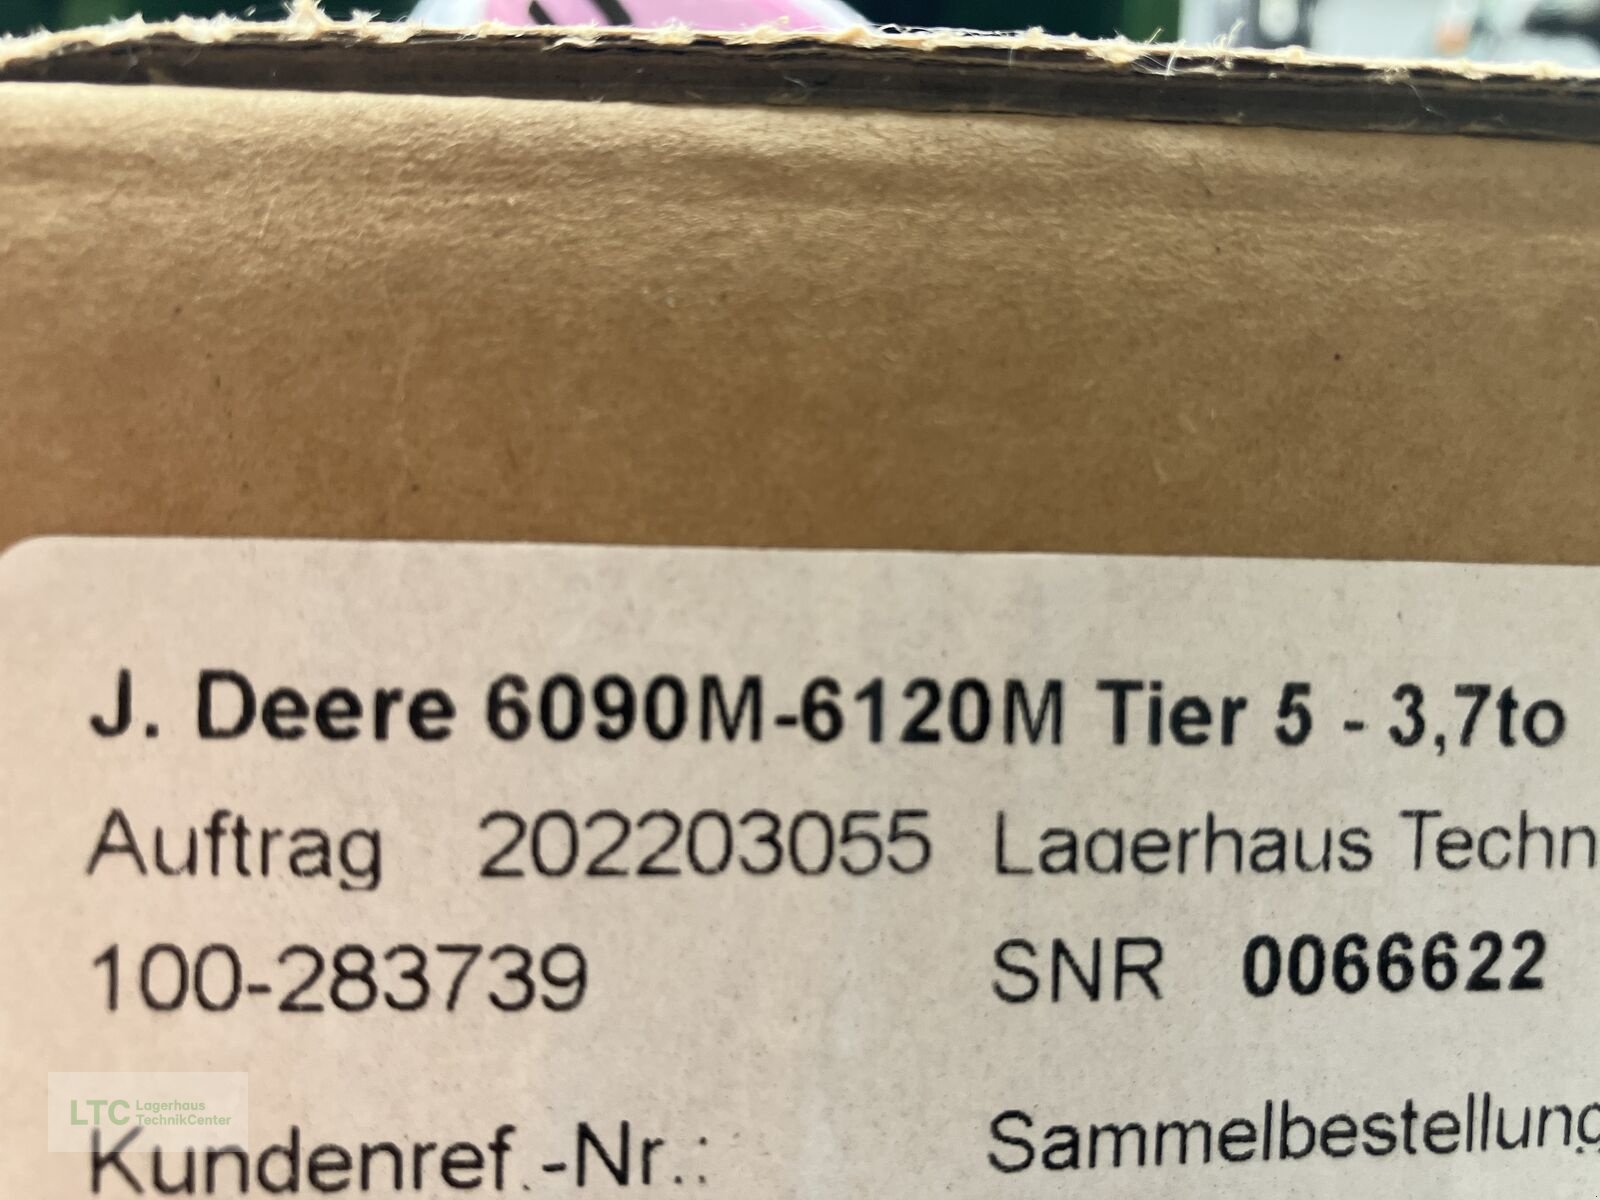 J. Deere 6090M-6120M Tier 5 - 3,7to
Auftrag 202203055 Lagerhaus Techn
100-283739 SNR 0066622
LTC Lagerhaus
TechnikCenter
Kundenref.-Nr.: Sammelbestellung